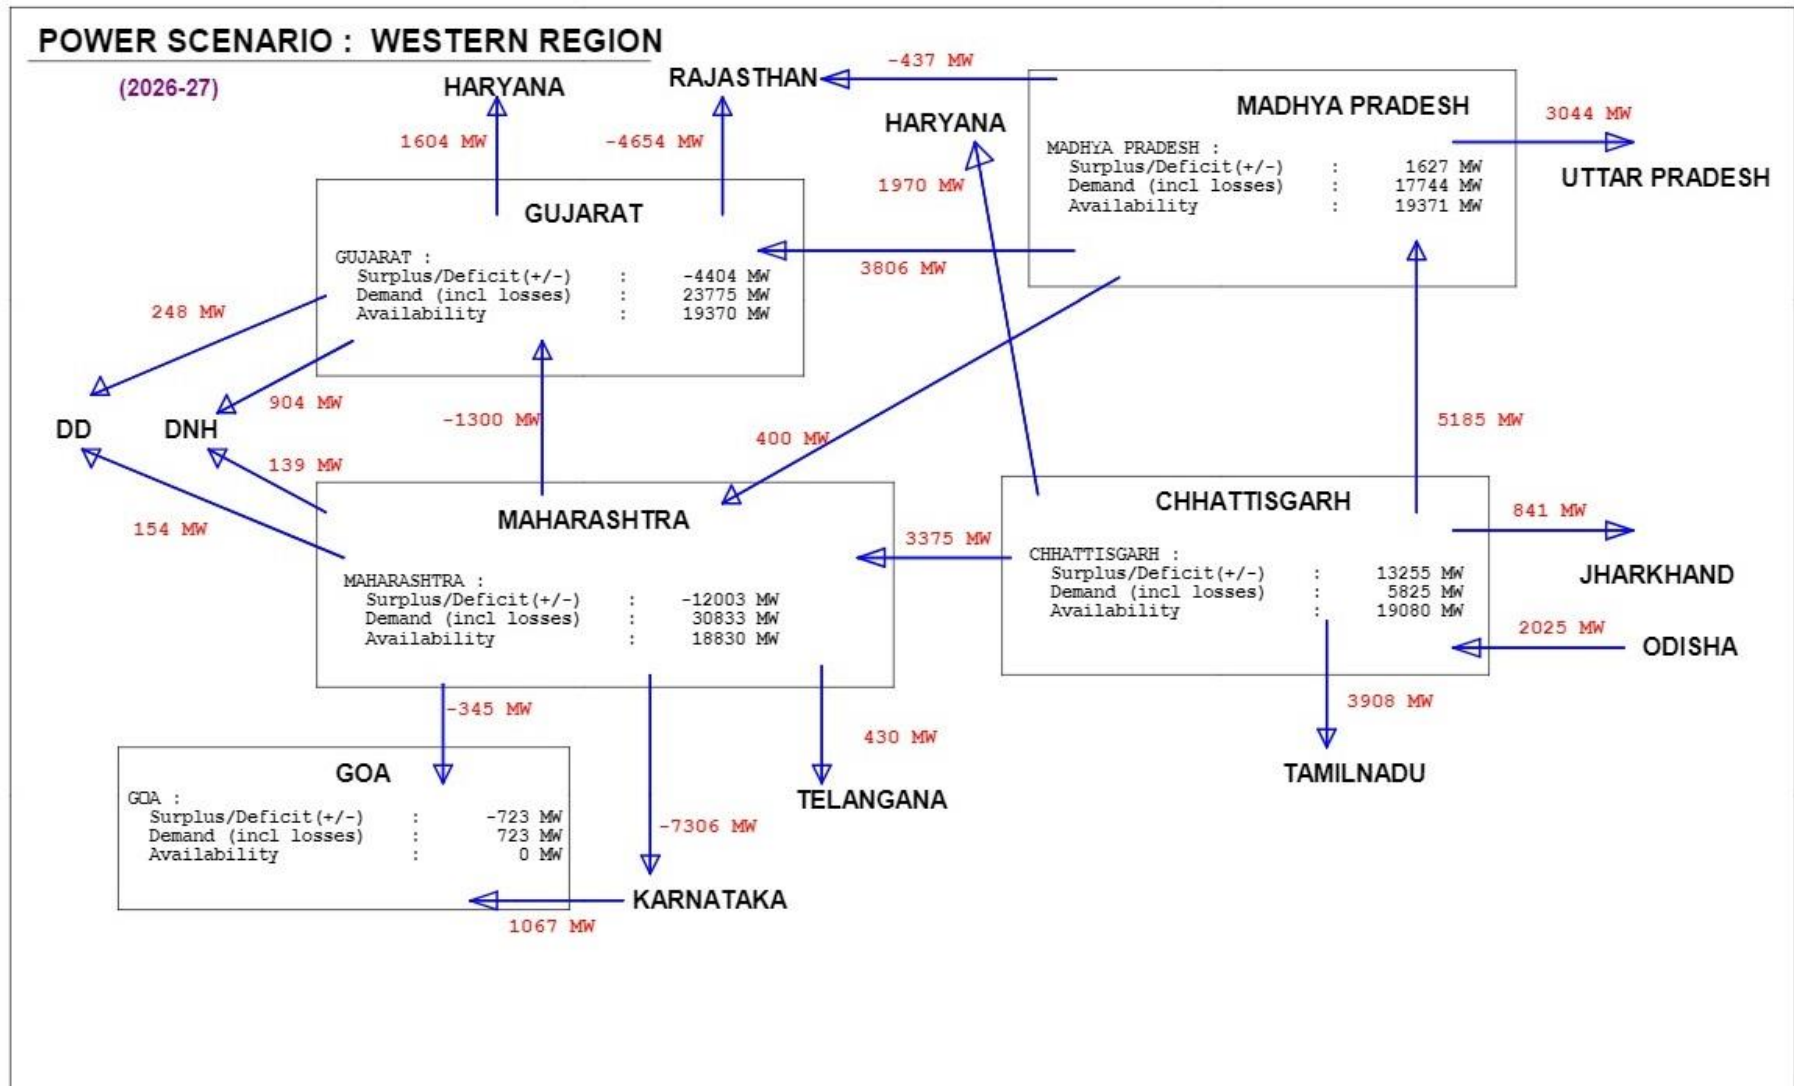 POWER SCENARIO : WESTERN REGION
(2026-27)
HARYANA
RAJASTHAN
-437 MW
1604 MW
-4654 MW
HARYANA
1970 MW
MADHYA PRADESH
MADHYA PRADESH :
Surplus/Deficit(+/-) : 1627 MW
Demand (incl losses) : 17744 MW
Availability : 19371 MW
3044 MW
UTTAR PRADESH
GUJARAT
GUJARAT :
Surplus/Deficit(+/-) : -4404 MW
Demand (incl losses) : 23775 MW
Availability : 19370 MW
3806 MW
248 MW
904 MW
DD
DNH
-1300 MW
400 MW
5185 MW
139 MW
154 MW
MAHARASHTRA
MAHARASHTRA :
Surplus/Deficit(+/-) : -12003 MW
Demand (incl losses) : 30833 MW
Availability : 18830 MW
3375 MW
CHHATTISGARH
CHHATTISGARH :
Surplus/Deficit(+/-) : 13255 MW
Demand (incl losses) : 5825 MW
Availability : 19080 MW
841 MW
JHARKHAND
2025 MW
ODISHA
3908 MW
TAMILNADU
-345 MW
430 MW
TELANGANA
-7306 MW
GOA
GOA :
Surplus/Deficit(+/-) : -723 MW
Demand (incl losses) : 723 MW
Availability : 0 MW
KARNATAKA
1067 MW